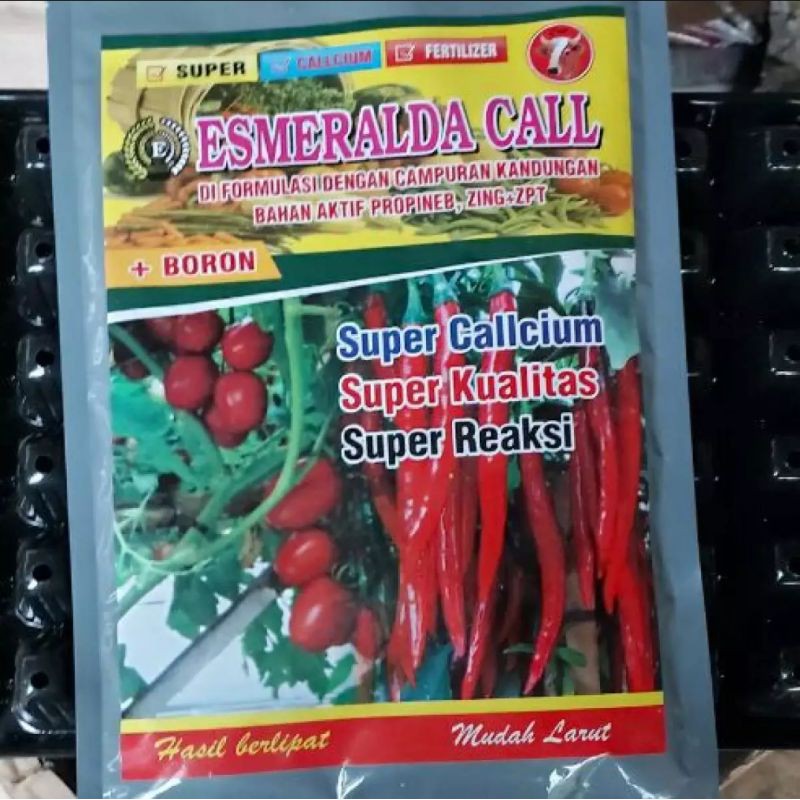 SUPER CALLCIUM FERTILIZER
E ESMERALDA CALL
DI FORMULASI DENGAN CAMPURAN KANDUNGAN
BAHAN AKTIF PROPINEB, ZING+ZPT
+ BORON
Super Callcium
Super Kualitas
Super Reaksi
Hasil berlipat Mudah Larut